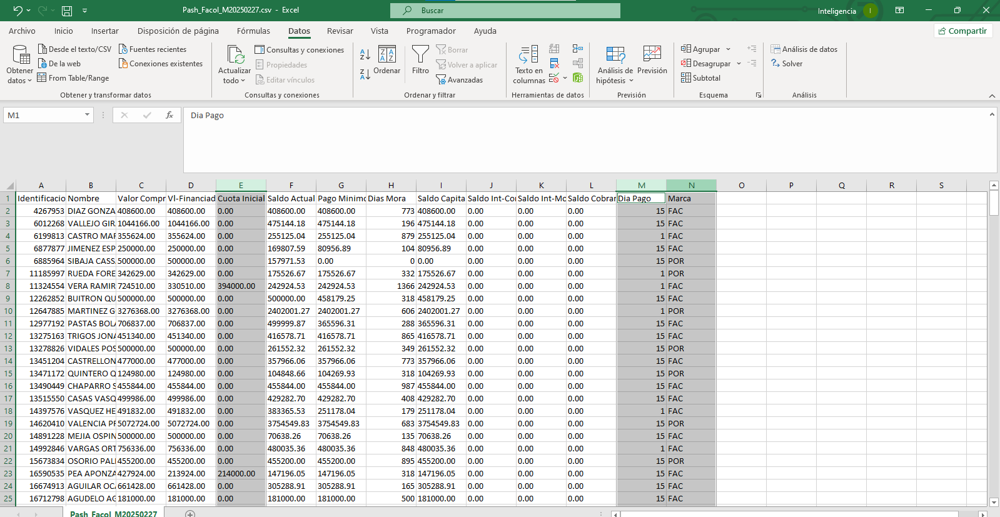 Pash_Facol_M20250227.csv - Excel
Buscar
Inteligencia I
Archivo Inicio Insertar Disposición de página Fórmulas Datos Revisar Vista Programador Ayuda
Compartir
Obtener datos
Desde el texto/CSV
De la web
From Table/Range
Fuentes recientes
Conexiones existentes
Obtener y transformar datos
Actualizar todo
Consultas y conexiones
Propiedades
Editar vínculos
Consultas y conexiones
Ordenar
Filtro
Borrar
Volver a aplicar
Avanzadas
Ordenar y filtrar
Texto en columnas
Herramientas de datos
Análisis de hipótesis
Previsión
Previsión
Agrupar
Desagrupar
Subtotal
Esquema
Análisis de datos
Solver
Análisis
M1 fx Dia Pago
A B C D E F G H I J K L M N O P Q R S
1 Identificacio Nombre Valor Compr Vl-Financiad Cuota Inicial Saldo Actual Pago Minimo Dias Mora Saldo Capita Saldo Int-Cor Saldo Int-Mo Saldo Cobrar Dia Pago Marca
2 4267953 DIAZ GONZA 408600.00 408600.00 0.00 408600.00 408600.00 773 408600.00 0.00 0.00 0.00 15 FAC
3 6012268 VALLEJO GIR 1044166.00 1044166.00 0.00 475144.18 475144.18 196 475144.18 0.00 0.00 0.00 15 FAC
4 6199813 CASTRO MAR 355624.00 355624.00 0.00 255125.04 255125.04 879 255125.04 0.00 0.00 0.00 1 FAC
5 6877877 JIMENEZ ESP 250000.00 250000.00 0.00 169807.59 80956.89 104 80956.89 0.00 0.00 0.00 15 FAC
6 6885964 SIBAJA CASS 500000.00 500000.00 0.00 157971.53 0.00 0 0.00 0.00 0.00 0.00 15 POR
7 11185997 RUEDA FORE 342629.00 342629.00 0.00 175526.67 175526.67 332 175526.67 0.00 0.00 0.00 1 POR
8 11324554 VERA RAMIR 724510.00 330510.00 394000.00 242924.53 242924.53 1366 242924.53 0.00 0.00 0.00 1 FAC
9 12262852 BUITRON QU 500000.00 500000.00 0.00 500000.00 458179.25 318 458179.25 0.00 0.00 0.00 15 FAC
10 12647885 MARTINEZ G 3276368.00 3276368.00 0.00 2402001.27 2402001.27 606 2402001.27 0.00 0.00 0.00 1 POR
11 12977192 PASTAS BOLA 706837.00 706837.00 0.00 499999.87 365596.31 288 365596.31 0.00 0.00 0.00 15 FAC
12 13275163 TRIGOS JONA 451340.00 451340.00 0.00 416578.71 416578.71 865 416578.71 0.00 0.00 0.00 15 FAC
13 13278826 VIDALES POS 500000.00 500000.00 0.00 261552.32 261552.32 349 261552.32 0.00 0.00 0.00 15 POR
14 13451204 CASTRELLON 477000.00 477000.00 0.00 357966.06 357966.06 773 357966.06 0.00 0.00 0.00 15 FAC
15 13471172 QUINTERO Q 124980.00 124980.00 0.00 104848.66 104269.93 318 104269.93 0.00 0.00 0.00 15 POR
16 13490449 CHAPARRO S 455844.00 455844.00 0.00 455844.00 455844.00 987 455844.00 0.00 0.00 0.00 15 FAC
17 13515550 CASAS VASQ 499986.00 499986.00 0.00 429282.70 429282.70 408 429282.70 0.00 0.00 0.00 15 FAC
18 14397576 VASQUEZ HE 491832.00 491832.00 0.00 383365.53 251178.04 179 251178.04 0.00 0.00 0.00 1 FAC
19 14620410 VALENCIA PR 5072724.00 5072724.00 0.00 3754549.83 3754549.83 683 3754549.83 0.00 0.00 0.00 15 POR
20 14891228 MEJIA OSPIN 500000.00 500000.00 0.00 70638.26 70638.26 135 70638.26 0.00 0.00 0.00 15 FAC
21 14992846 VARGAS ORT 756336.00 756336.00 0.00 480035.36 480035.36 848 480035.36 0.00 0.00 0.00 1 FAC
22 15673834 OSORIO PALI 455200.00 455200.00 0.00 455200.00 455200.00 895 455200.00 0.00 0.00 0.00 15 POR
23 16590535 PEA APONZA 427924.00 213924.00 214000.00 147196.05 147196.05 318 147196.05 0.00 0.00 0.00 15 FAC
24 16674913 AGUILAR OCA 661428.00 661428.00 0.00 305288.91 305288.91 165 305288.91 0.00 0.00 0.00 15 FAC
25 16712798 AGUDELO AG 181000.00 181000.00 0.00 181000.00 181000.00 500 181000.00 0.00 0.00 0.00 15 FAC
Pash_Facol_M20250227